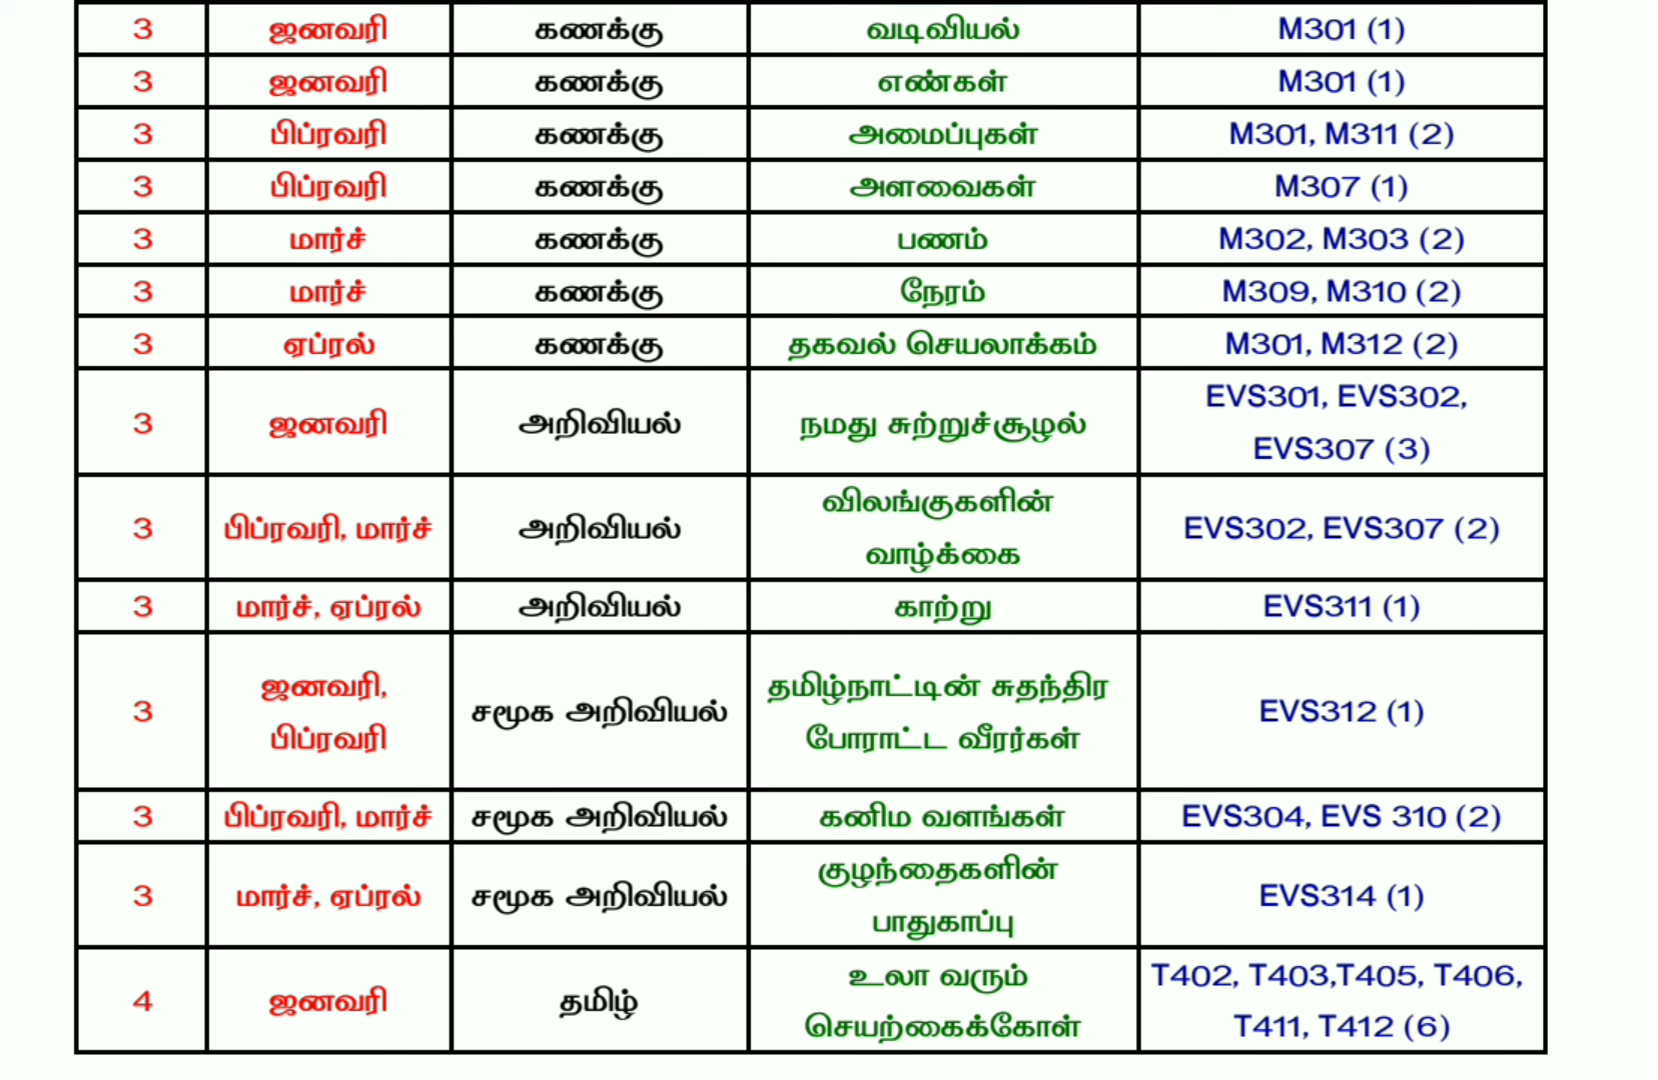 3 ஜனவரி கணக்கு வடிவியல் M301 (1)
3 ஜனவரி கணக்கு எண்கள் M301 (1)
3 பிப்ரவரி கணக்கு அமைப்புகள் M301, M311 (2)
3 பிப்ரவரி கணக்கு அளவைகள் M307 (1)
3 மார்ச் கணக்கு பணம் M302, M303 (2)
3 மார்ச் கணக்கு நேரம் M309, M310 (2)
3 ஏப்ரல் கணக்கு தகவல் செயலாக்கம் M301, M312 (2)
3 ஜனவரி அறிவியல் நமது சுற்றுச்சூழல் EVS301, EVS302,
EVS307 (3)
3 பிப்ரவரி, மார்ச் அறிவியல் விலங்குகளின்
வாழ்க்கை EVS302, EVS307 (2)
3 மார்ச், ஏப்ரல் அறிவியல் காற்று EVS311 (1)
3 ஜனவரி,
பிப்ரவரி சமூக அறிவியல் தமிழ்நாட்டின் சுதந்திர
போராட்ட வீரர்கள் EVS312 (1)
3 பிப்ரவரி, மார்ச் சமூக அறிவியல் கனிம வளங்கள் EVS304, EVS 310 (2)
3 மார்ச், ஏப்ரல் சமூக அறிவியல் குழந்தைகளின்
பாதுகாப்பு EVS314 (1)
4 ஜனவரி தமிழ் உலா வரும்
செயற்கைக்கோள் T402, T403,T405, T406,
T411, T412 (6)